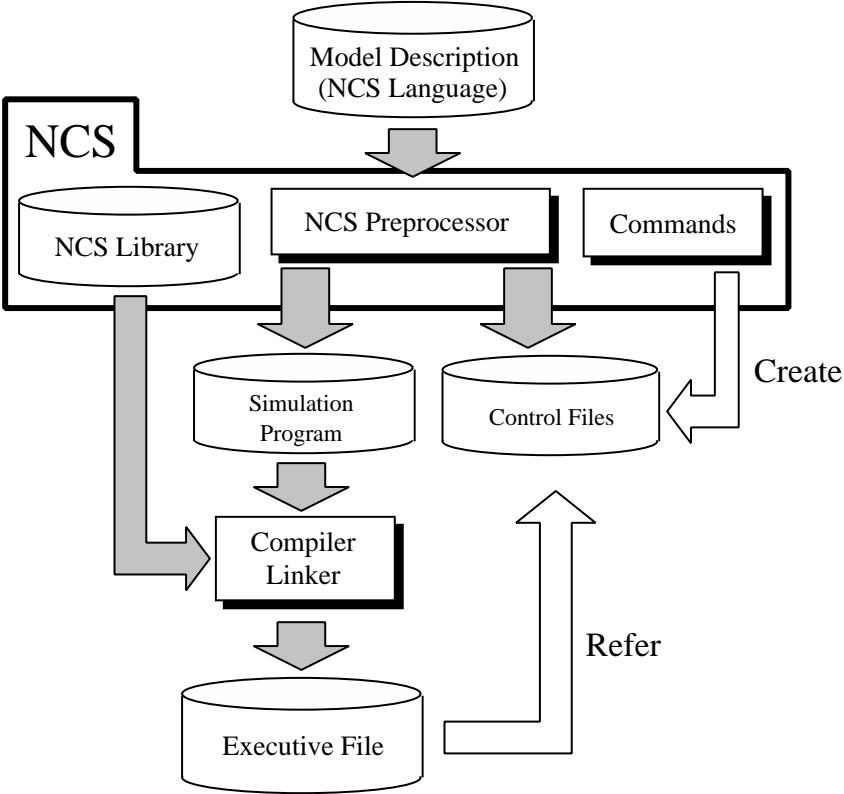 Model Description
(NCS Language)
NCS
NCS Library
NCS Preprocessor
Commands
Create
Simulation
Program
Control Files
Compiler
Linker
Refer
Executive File